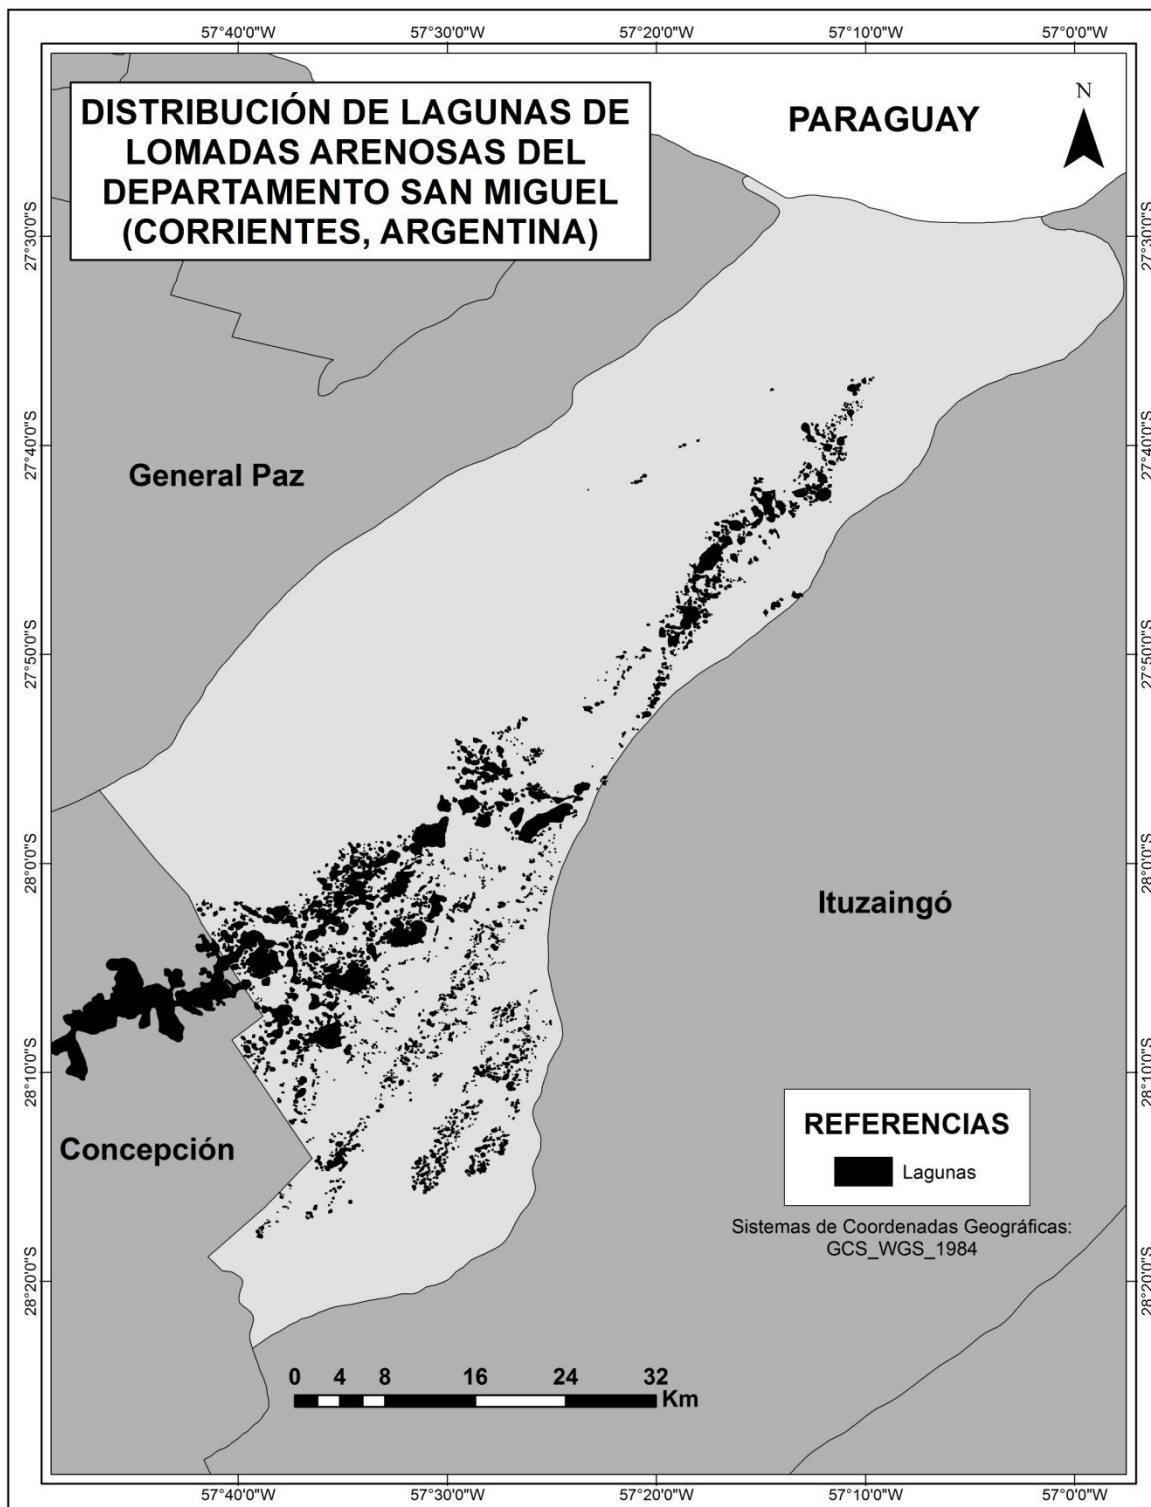 57°40'0"W 57°30'0"W 57°20'0"W 57°10'0"W 57°0'0"W
DISTRIBUCIÓN DE LAGUNAS DE
LOMADAS ARENOSAS DEL
DEPARTAMENTO SAN MIGUEL
(CORRIENTES, ARGENTINA)
PARAGUAY
N
27°30'0"S 27°30'0"S
27°40'0"S 27°40'0"S
General Paz
27°50'0"S 27°50'0"S
28°0'0"S 28°0'0"S
Ituzaingó
28°10'0"S 28°10'0"S
Concepción
REFERENCIAS
Lagunas
Sistemas de Coordenadas Geográficas:
GCS_WGS_1984
28°20'0"S 28°20'0"S
0 4 8 16 24 32
Km
57°40'0"W 57°30'0"W 57°20'0"W 57°10'0"W 57°0'0"W